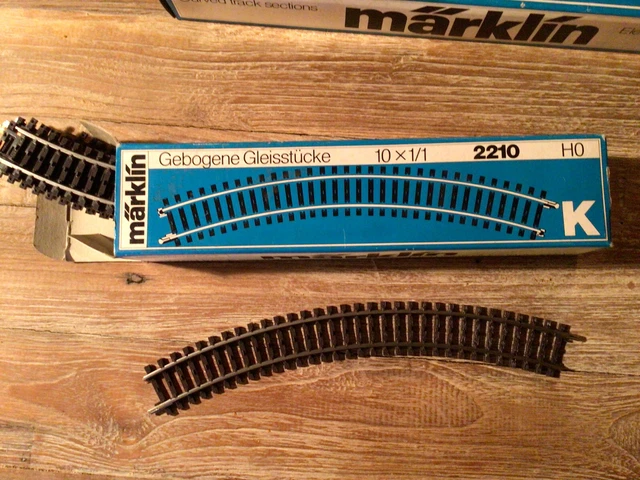 Curved track sections
märklin
märklin
Gebogene Gleisstücke 10 × 1/1 2210 H0
K
märklin